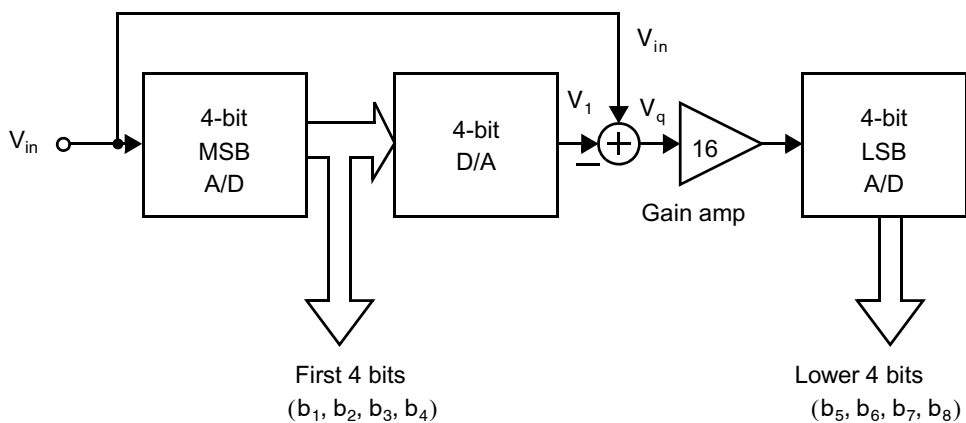 V_in
4-bit
MSB
A/D
4-bit
D/A
V_1
V_in
V_q
16
Gain amp
4-bit
LSB
A/D
First 4 bits
(b_1, b_2, b_3, b_4)
Lower 4 bits
(b_5, b_6, b_7, b_8)